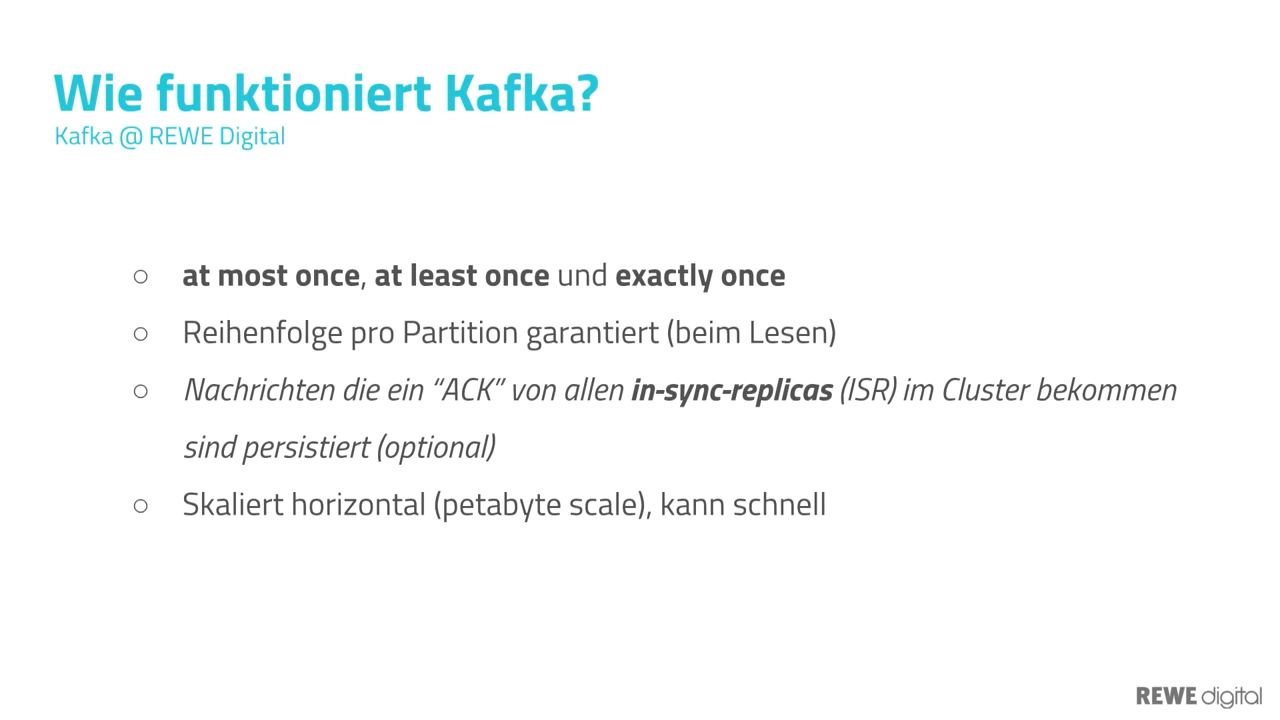 Wie funktioniert Kafka?
Kafka @ REWE Digital
○ at most once, at least once und exactly once
○ Reihenfolge pro Partition garantiert (beim Lesen)
○ Nachrichten die ein “ACK” von allen in-sync-replicas (ISR) im Cluster bekommen
sind persistiert (optional)
○ Skaliert horizontal (petabyte scale), kann schnell
REWE digital